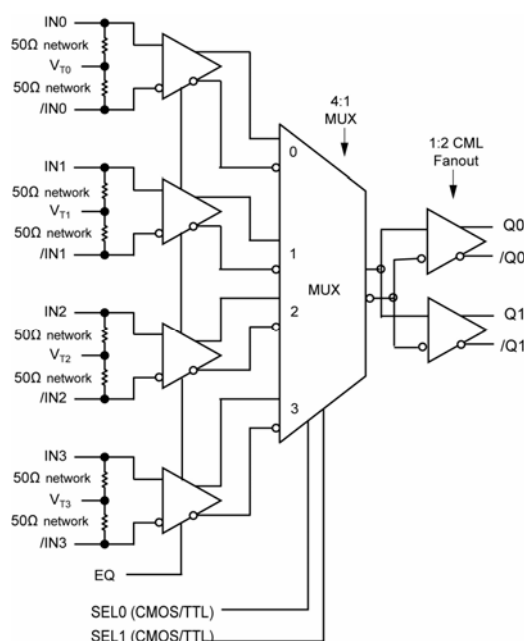 IN0
50Ω network
VT0
50Ω network
/IN0
IN1
50Ω network
VT1
50Ω network
/IN1
IN2
50Ω network
VT2
50Ω network
/IN2
IN3
50Ω network
VT3
50Ω network
/IN3
EQ
SEL0 (CMOS/TTL)
SEL1 (CMOS/TTL)
4:1
MUX
0
1
2
3
MUX
1:2 CML
Fanout
Q0
/Q0
Q1
/Q1